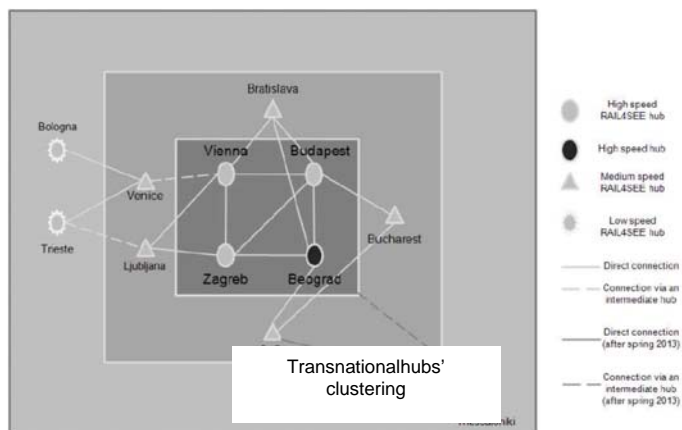 Bratislava
Bologna
Vienna
Budapest
Venice
Trieste
Ljubljana
Bucharest
Zagreb
Beograd
Transnationalhubs'
clustering
High speed
RAIL4SEE hub
High speed hub
Medium speed
RAIL4SEE hub
Low speed
RAIL4SEE hub
Direct connection
Connection via an
intermediate hub
Direct connection
(after spring 2013)
Connection via an
intermediate hub
(after spring 2013)